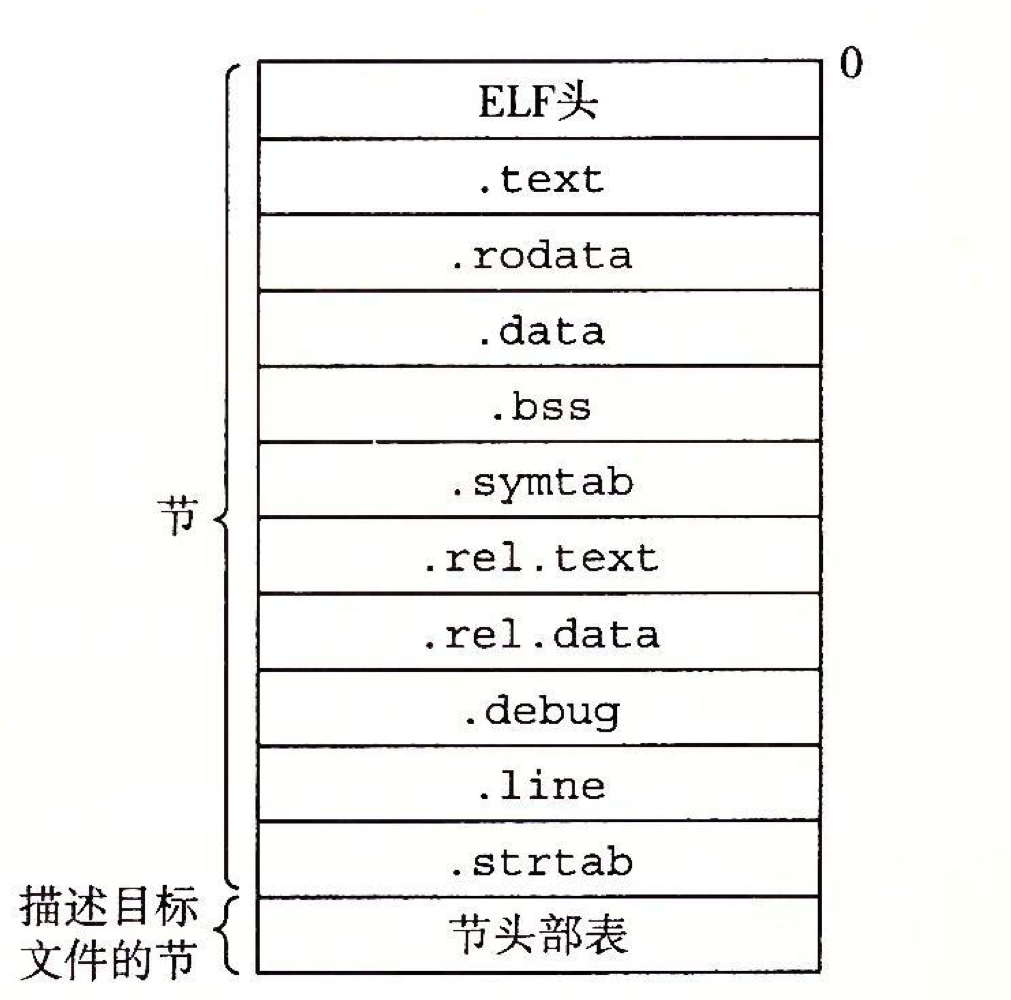 0
ELF头
.text
.rodata
.data
.bss
.symtab
节
.rel.text
.rel.data
.debug
.line
.strtab
描述目标
文件的节
节头部表